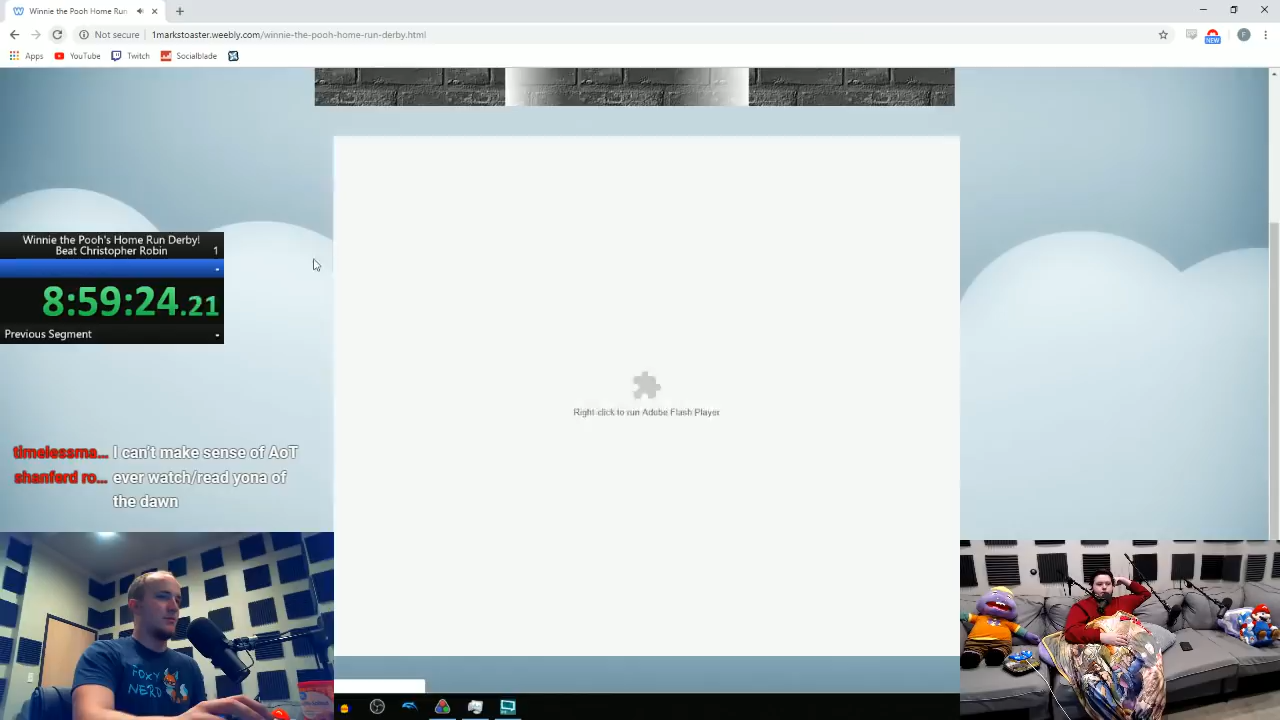 Winnie the Pooh Home Run
Not secure
1markstoaster.weebly.com/winnie-the-pooh-home-run-derby.html
NEW
F
Apps
YouTube
Twitch
Socialblade
Winnie the Pooh's Home Run Derby!
Beat Christopher Robin 1
-
8:59:24.21
Previous Segment -
Right-click to run Adobe Flash Player
timelessma... I can't make sense of AoT
shanferd ro... ever watch/read yona of
the dawn
FOXY
NERD